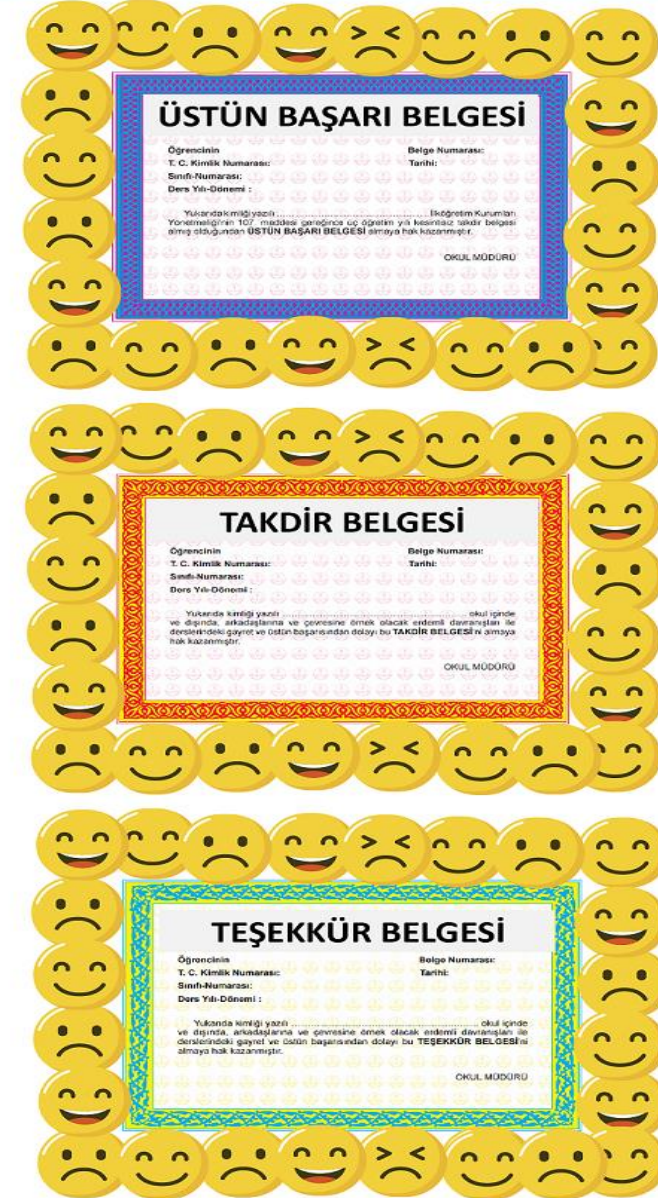 ÜSTÜN BAŞARI BELGESİ
Öğrencinin Belge Numarası:
T. C. Kimlik Numarası: Tarihi:
Sınıfı-Numarası:
Ders Yılı-Dönemi :
Yukarıda kimliği yazılı ........................................ İlköğretim Kurumları
Yönetmeliğinin 107. maddesi gereğince üç öğretim yılı kesintisiz takdir belgesi
almış olduğundan ÜSTÜN BAŞARI BELGESİ almaya hak kazanmıştır.
OKUL MÜDÜRÜ
TAKDİR BELGESİ
Öğrencinin Belge Numarası:
T. C. Kimlik Numarası: Tarihi:
Sınıfı-Numarası:
Ders Yılı-Dönemi :
Yukarıda kimliği yazılı ........................................ okul içinde
ve dışında, arkadaşlarına ve çevresine örnek olacak erdemli davranışları ile
derslerindeki gayret ve üstün başarısından dolayı bu TAKDİR BELGESİ'ni almaya
hak kazanmıştır.
OKUL MÜDÜRÜ
TEŞEKKÜR BELGESİ
Öğrencinin Belge Numarası:
T. C. Kimlik Numarası: Tarihi:
Sınıfı-Numarası:
Ders Yılı-Dönemi :
Yukarıda kimliği yazılı ........................................ okul içinde
ve dışında, arkadaşlarına ve çevresine örnek olacak erdemli davranışları ile
derslerindeki gayret ve üstün başarısından dolayı bu TEŞEKKÜR BELGESİ'ni
almaya hak kazanmıştır.
OKUL MÜDÜRÜ